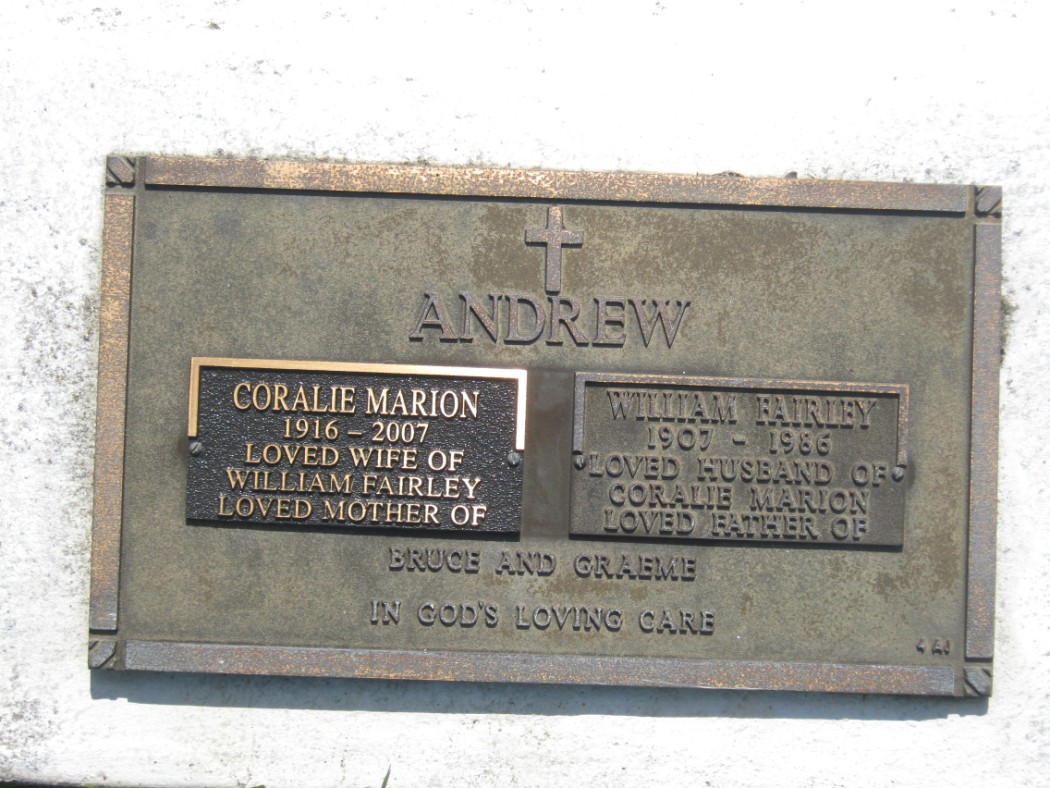 ANDREW
CORALIE MARION
1916 – 2007
LOVED WIFE OF
WILLIAM FAIRLEY
LOVED MOTHER OF
WILLIAM FAIRLEY
1907 - 1986
LOVED HUSBAND OF
CORALIE MARION
LOVED FATHER OF
BRUCE AND GRAEME
IN GOD'S LOVING CARE